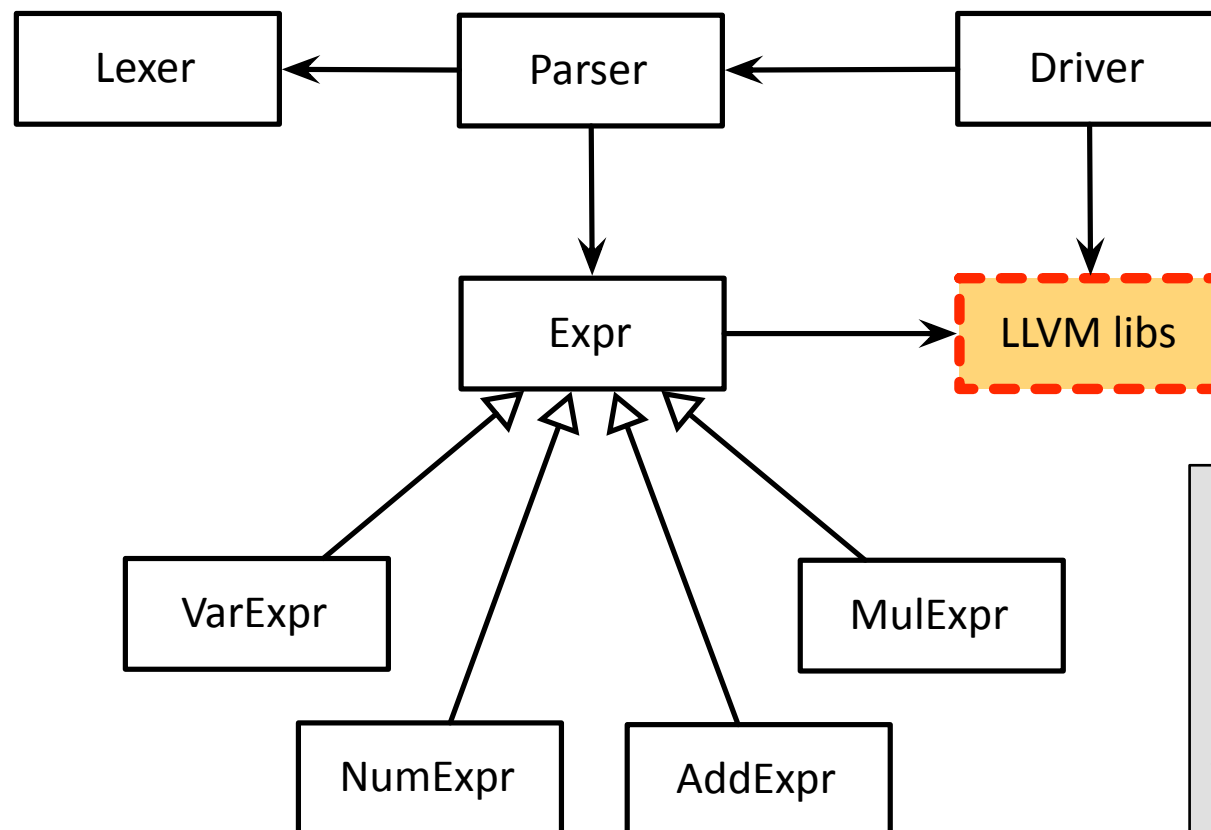 Lexer
Parser
Driver
Expr
LLVM libs
VarExpr
MulExpr
NumExpr
AddExpr